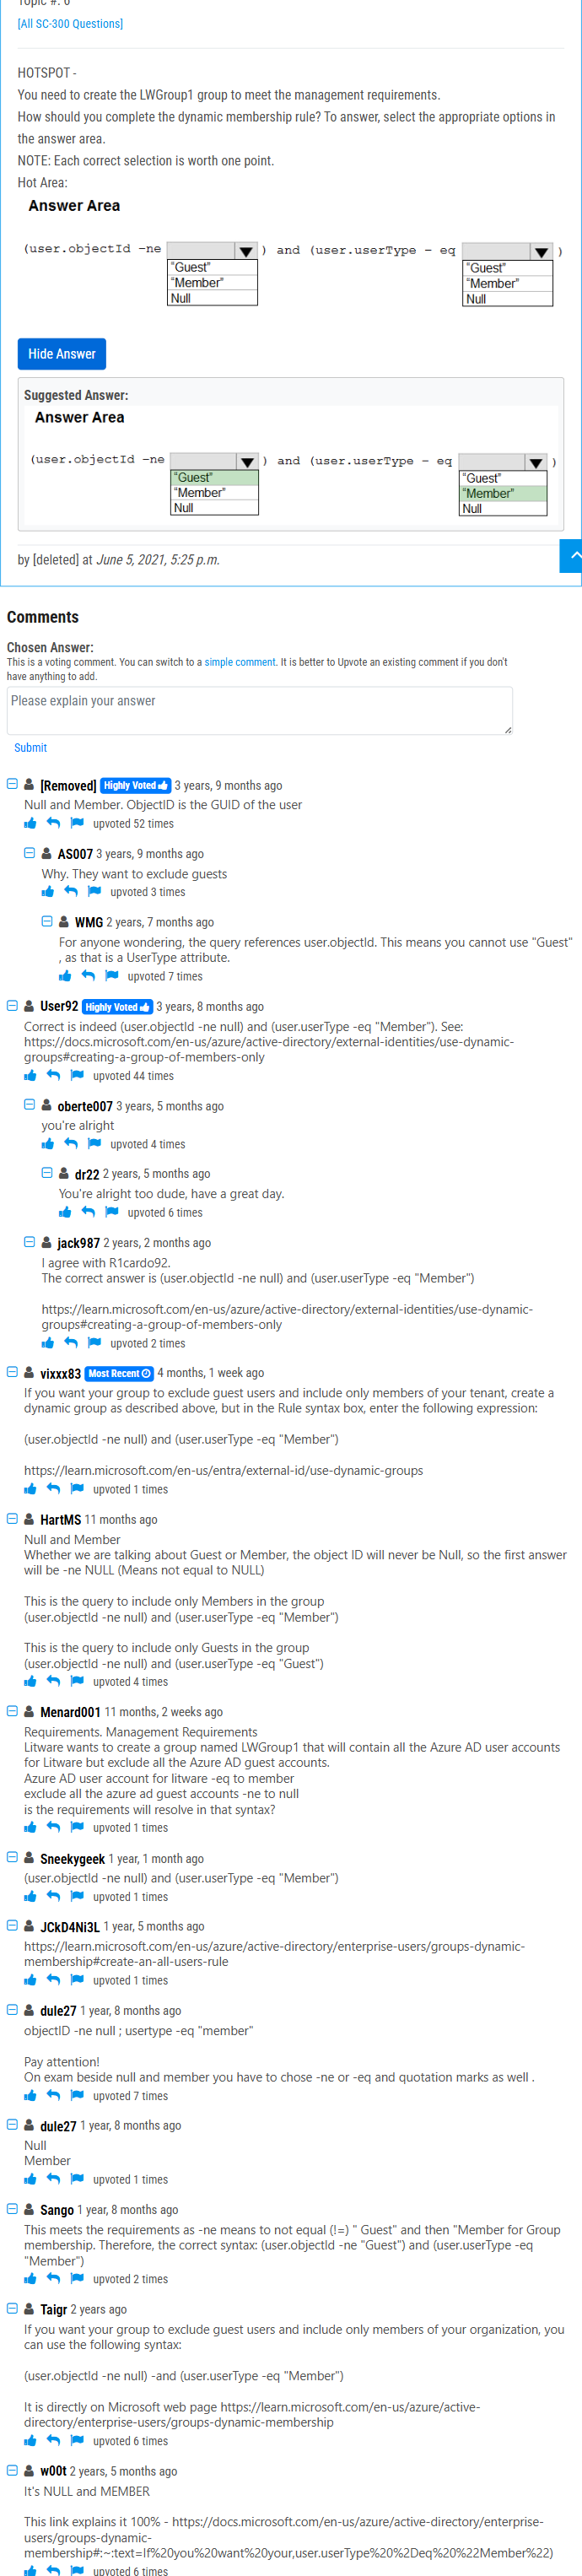 Topic #: 6
[All SC-300 Questions]
HOTSPOT -
You need to create the LWGroup1 group to meet the management requirements.
How should you complete the dynamic membership rule? To answer, select the appropriate options in
the answer area.
NOTE: Each correct selection is worth one point.
Hot Area:
Answer Area
(user.objectId -ne ) and (user.userType - eq )
"Guest" "Guest"
"Member" "Member"
Null Null
Hide Answer
Suggested Answer:
Answer Area
(user.objectId -ne ) and (user.userType - eq )
"Guest" "Guest"
"Member" "Member"
Null Null
by [deleted] at June 5, 2021, 5:25 p.m.
Comments
Chosen Answer:
This is a voting comment. You can switch to a simple comment. It is better to Upvote an existing comment if you don't
have anything to add.
Please explain your answer
Submit
[Removed] Highly Voted 3 years, 9 months ago
Null and Member. ObjectID is the GUID of the user
upvoted 52 times
AS007 3 years, 9 months ago
Why. They want to exclude guests
upvoted 3 times
WMG 2 years, 7 months ago
For anyone wondering, the query references user.objectId. This means you cannot use "Guest"
, as that is a UserType attribute.
upvoted 7 times
User92 Highly Voted 3 years, 8 months ago
Correct is indeed (user.objectId -ne null) and (user.userType -eq "Member"). See:
https://docs.microsoft.com/en-us/azure/active-directory/external-identities/use-dynamic-
groups#creating-a-group-of-members-only
upvoted 44 times
oberte007 3 years, 5 months ago
you're alright
upvoted 4 times
dr22 2 years, 5 months ago
You're alright too dude, have a great day.
upvoted 6 times
jack987 2 years, 2 months ago
I agree with R1cardo92.
The correct answer is (user.objectId -ne null) and (user.userType -eq "Member")
https://learn.microsoft.com/en-us/azure/active-directory/external-identities/use-dynamic-
groups#creating-a-group-of-members-only
upvoted 2 times
vixxx83 Most Recent 4 months, 1 week ago
If you want your group to exclude guest users and include only members of your tenant, create a
dynamic group as described above, but in the Rule syntax box, enter the following expression:
(user.objectId -ne null) and (user.userType -eq "Member")
https://learn.microsoft.com/en-us/entra/external-id/use-dynamic-groups
upvoted 1 times
HartMS 11 months ago
Null and Member
Whether we are talking about Guest or Member, the object ID will never be Null, so the first answer
will be -ne NULL (Means not equal to NULL)
This is the query to include only Members in the group
(user.objectId -ne null) and (user.userType -eq "Member")
This is the query to include only Guests in the group
(user.objectId -ne null) and (user.userType -eq "Guest")
upvoted 4 times
Menard001 11 months, 2 weeks ago
Requirements. Management Requirements
Litware wants to create a group named LWGroup1 that will contain all the Azure AD user accounts
for Litware but exclude all the Azure AD guest accounts.
Azure AD user account for litware -eq to member
exclude all the azure ad guest accounts -ne to null
is the requirements will resolve in that syntax?
upvoted 1 times
Sneekygeek 1 year, 1 month ago
(user.objectId -ne null) and (user.userType -eq "Member")
upvoted 1 times
JCkD4Ni3L 1 year, 5 months ago
https://learn.microsoft.com/en-us/azure/active-directory/enterprise-users/groups-dynamic-
membership#create-an-all-users-rule
upvoted 1 times
dule27 1 year, 8 months ago
objectID -ne null ; usertype -eq "member"
Pay attention!
On exam beside null and member you have to chose -ne or -eq and quotation marks as well .
upvoted 7 times
dule27 1 year, 8 months ago
Null
Member
upvoted 1 times
Sango 1 year, 8 months ago
This meets the requirements as -ne means to not equal (!=) " Guest" and then "Member for Group
membership. Therefore, the correct syntax: (user.objectId -ne "Guest") and (user.userType -eq
"Member")
upvoted 2 times
Taigr 2 years ago
If you want your group to exclude guest users and include only members of your organization, you
can use the following syntax:
(user.objectId -ne null) -and (user.userType -eq "Member")
It is directly on Microsoft web page https://learn.microsoft.com/en-us/azure/active-
directory/enterprise-users/groups-dynamic-membership
upvoted 6 times
w00t 2 years, 5 months ago
It's NULL and MEMBER
This link explains it 100% - https://docs.microsoft.com/en-us/azure/active-directory/enterprise-
users/groups-dynamic-
membership#:~:text=If%20you%20want%20your,user.userType%20%2Deq%20%22Member%22)
upvoted 6 times